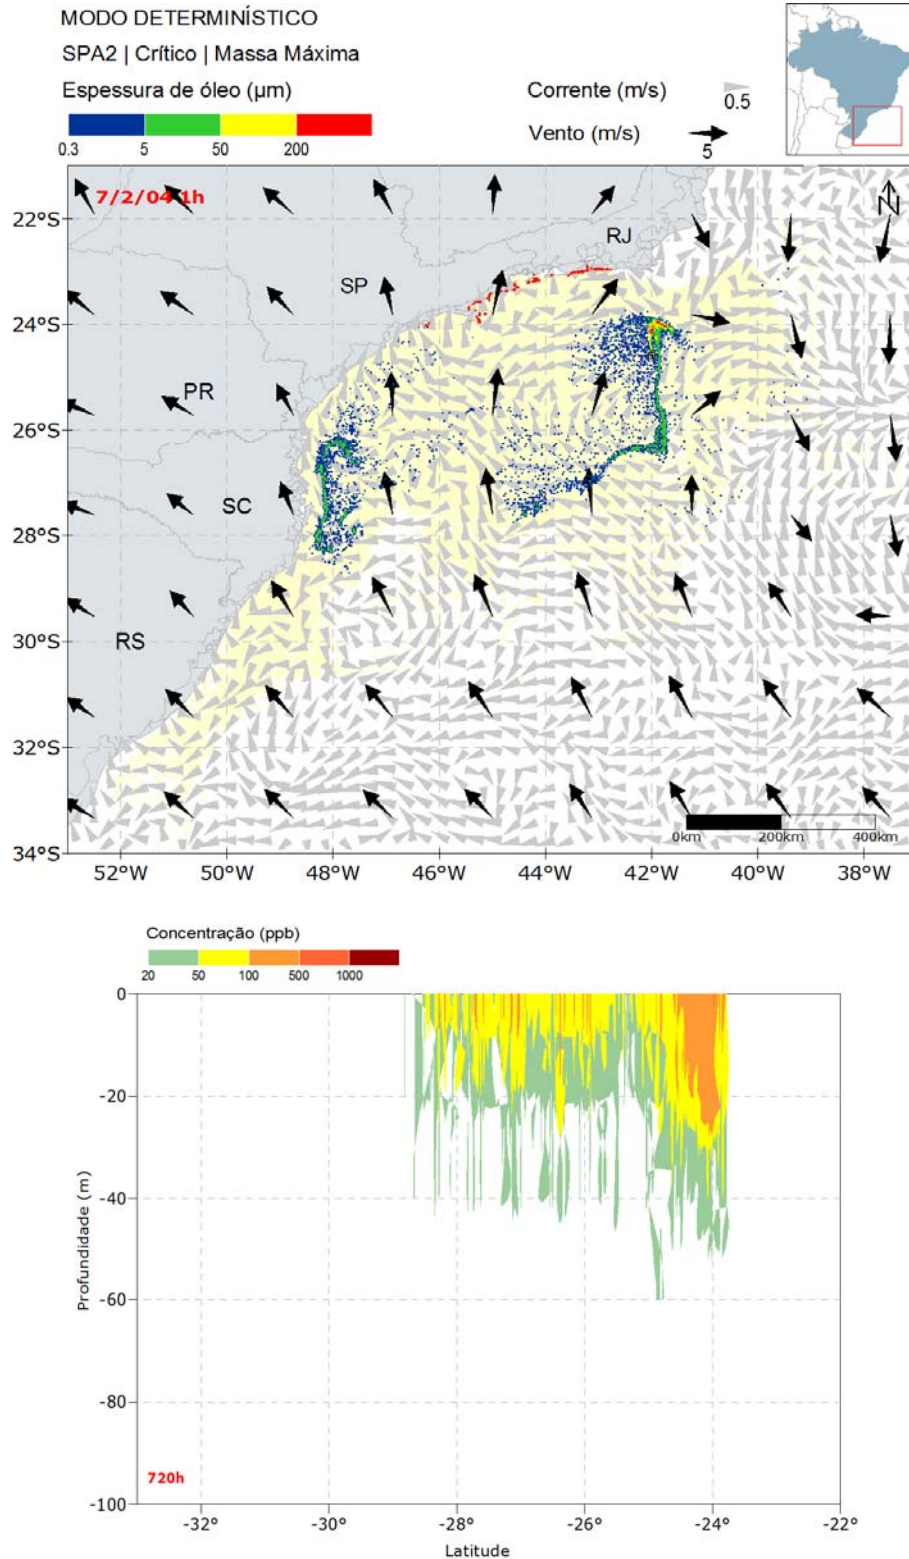 MODO DETERMINÍSTICO
SPA2 | Crítico | Massa Máxima
Espessura de óleo (μm)
0.3 5 50 200
Corrente (m/s)
0.5
Vento (m/s)
5
7/2/04 1h
N
22°S
24°S
26°S
28°S
30°S
32°S
34°S
RJ
SP
PR
SC
RS
0km 200km 400km
52°W 50°W 48°W 46°W 44°W 42°W 40°W 38°W
Concentração (ppb)
20 50 100 500 1000
0
-20
-40
-60
-80
-100
Profundidade (m)
720h
-32° -30° -28° -26° -24° -22°
Latitude